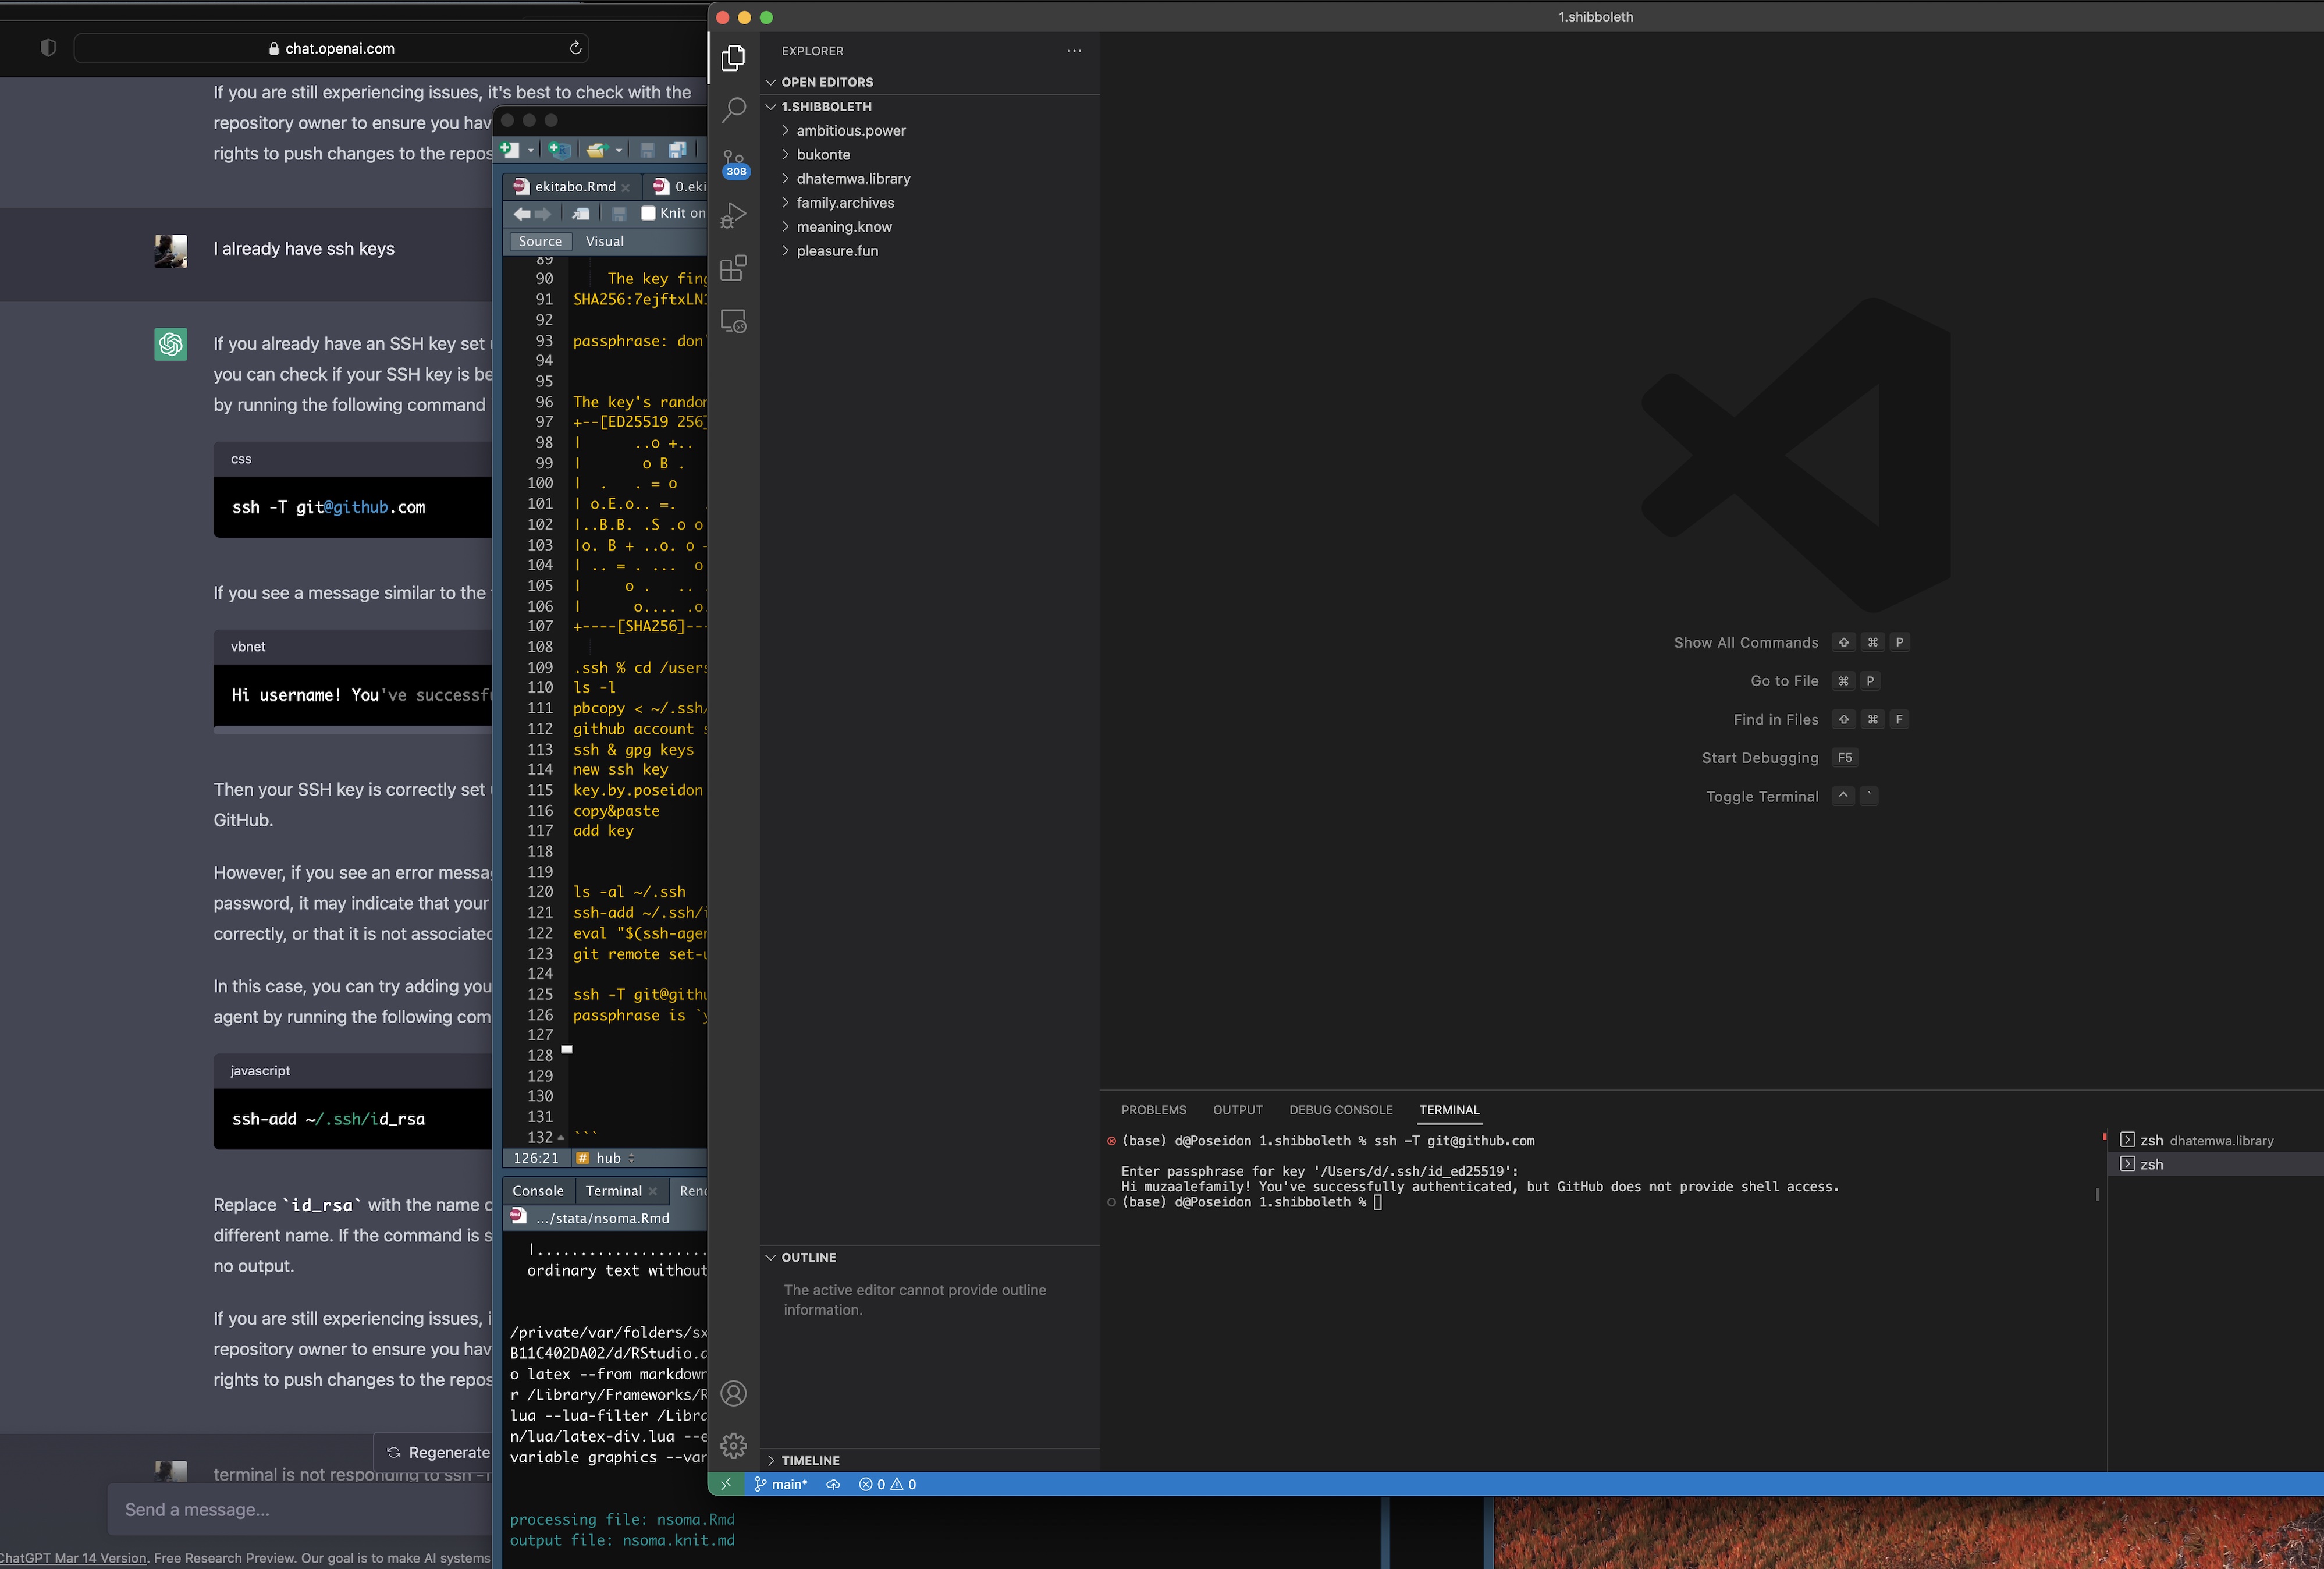 chat.openai.com
If you are still experiencing issues, it's best to check with the
repository owner to ensure you hav
rights to push changes to the repos
I already have ssh keys
If you already have an SSH key set
you can check if your SSH key is be
by running the following command
css
ssh -T git@github.com
If you see a message similar to the
vbnet
Hi username! You've successfu
Then your SSH key is correctly set
GitHub.
However, if you see an error messag
password, it may indicate that your
correctly, or that it is not associated
In this case, you can try adding you
agent by running the following com
javascript
ssh-add ~/.ssh/id_rsa
Replace `id_rsa` with the name o
different name. If the command is s
no output.
If you are still experiencing issues, i
repository owner to ensure you hav
rights to push changes to the repos
Regenerate
terminal is not responding to ssh -T
Send a message...
ChatGPT Mar 14 Version. Free Research Preview. Our goal is to make AI systems
ekitabo.Rmd
0.eki
Knit on
Source Visual
89
90 The key fing
91 SHA256:7ejftxLN
92
93 passphrase: don'
94
95
96 The key's random
97 +--[ED25519 256]
98 | ..o +..
99 | o B .
100 | . . = o
101 | o.E.o.. =.
102 |..B.B. .S .o o
103 |o. B + ..o. o
104 | .. = . ... o
105 | o . ..
106 | o.... .o.
107 +----[SHA256]---
108
109 .ssh % cd /users
110 ls -l
111 pbcopy < ~/.ssh/
112 github account s
113 ssh & gpg keys
114 new ssh key
115 key.by.poseidon
116 copy&paste
117 add key
118
119
120 ls -al ~/.ssh
121 ssh-add ~/.ssh/i
122 eval "$(ssh-agen
123 git remote set-u
124
125 ssh -T git@githu
126 passphrase is `y
127
128
129
130
131
132 ```
126:21 # hub
Console Terminal Rend
.../stata/nsoma.Rmd
|.....................
ordinary text without
/private/var/folders/sx
B11C402DA02/d/RStudio.a
o latex --from markdown
r /Library/Frameworks/R
lua --lua-filter /Libra
n/lua/latex-div.lua --e
variable graphics --var
processing file: nsoma.Rmd
output file: nsoma.knit.md
1.shibboleth
EXPLORER ...
OPEN EDITORS
1.SHIBBOLETH
ambitious.power
bukonte
dhatemwa.library
family.archives
meaning.know
pleasure.fun
308
OUTLINE
The active editor cannot provide outline
information.
TIMELINE
main* 0 0
Show All Commands ⇧ ⌘ P
Go to File ⌘ P
Find in Files ⇧ ⌘ F
Start Debugging F5
Toggle Terminal ^ `
PROBLEMS OUTPUT DEBUG CONSOLE TERMINAL
(base) d@Poseidon 1.shibboleth % ssh -T git@github.com
Enter passphrase for key '/Users/d/.ssh/id_ed25519':
Hi muzaalefamily! You've successfully authenticated, but GitHub does not provide shell access.
(base) d@Poseidon 1.shibboleth %
zsh dhatemwa.library
zsh